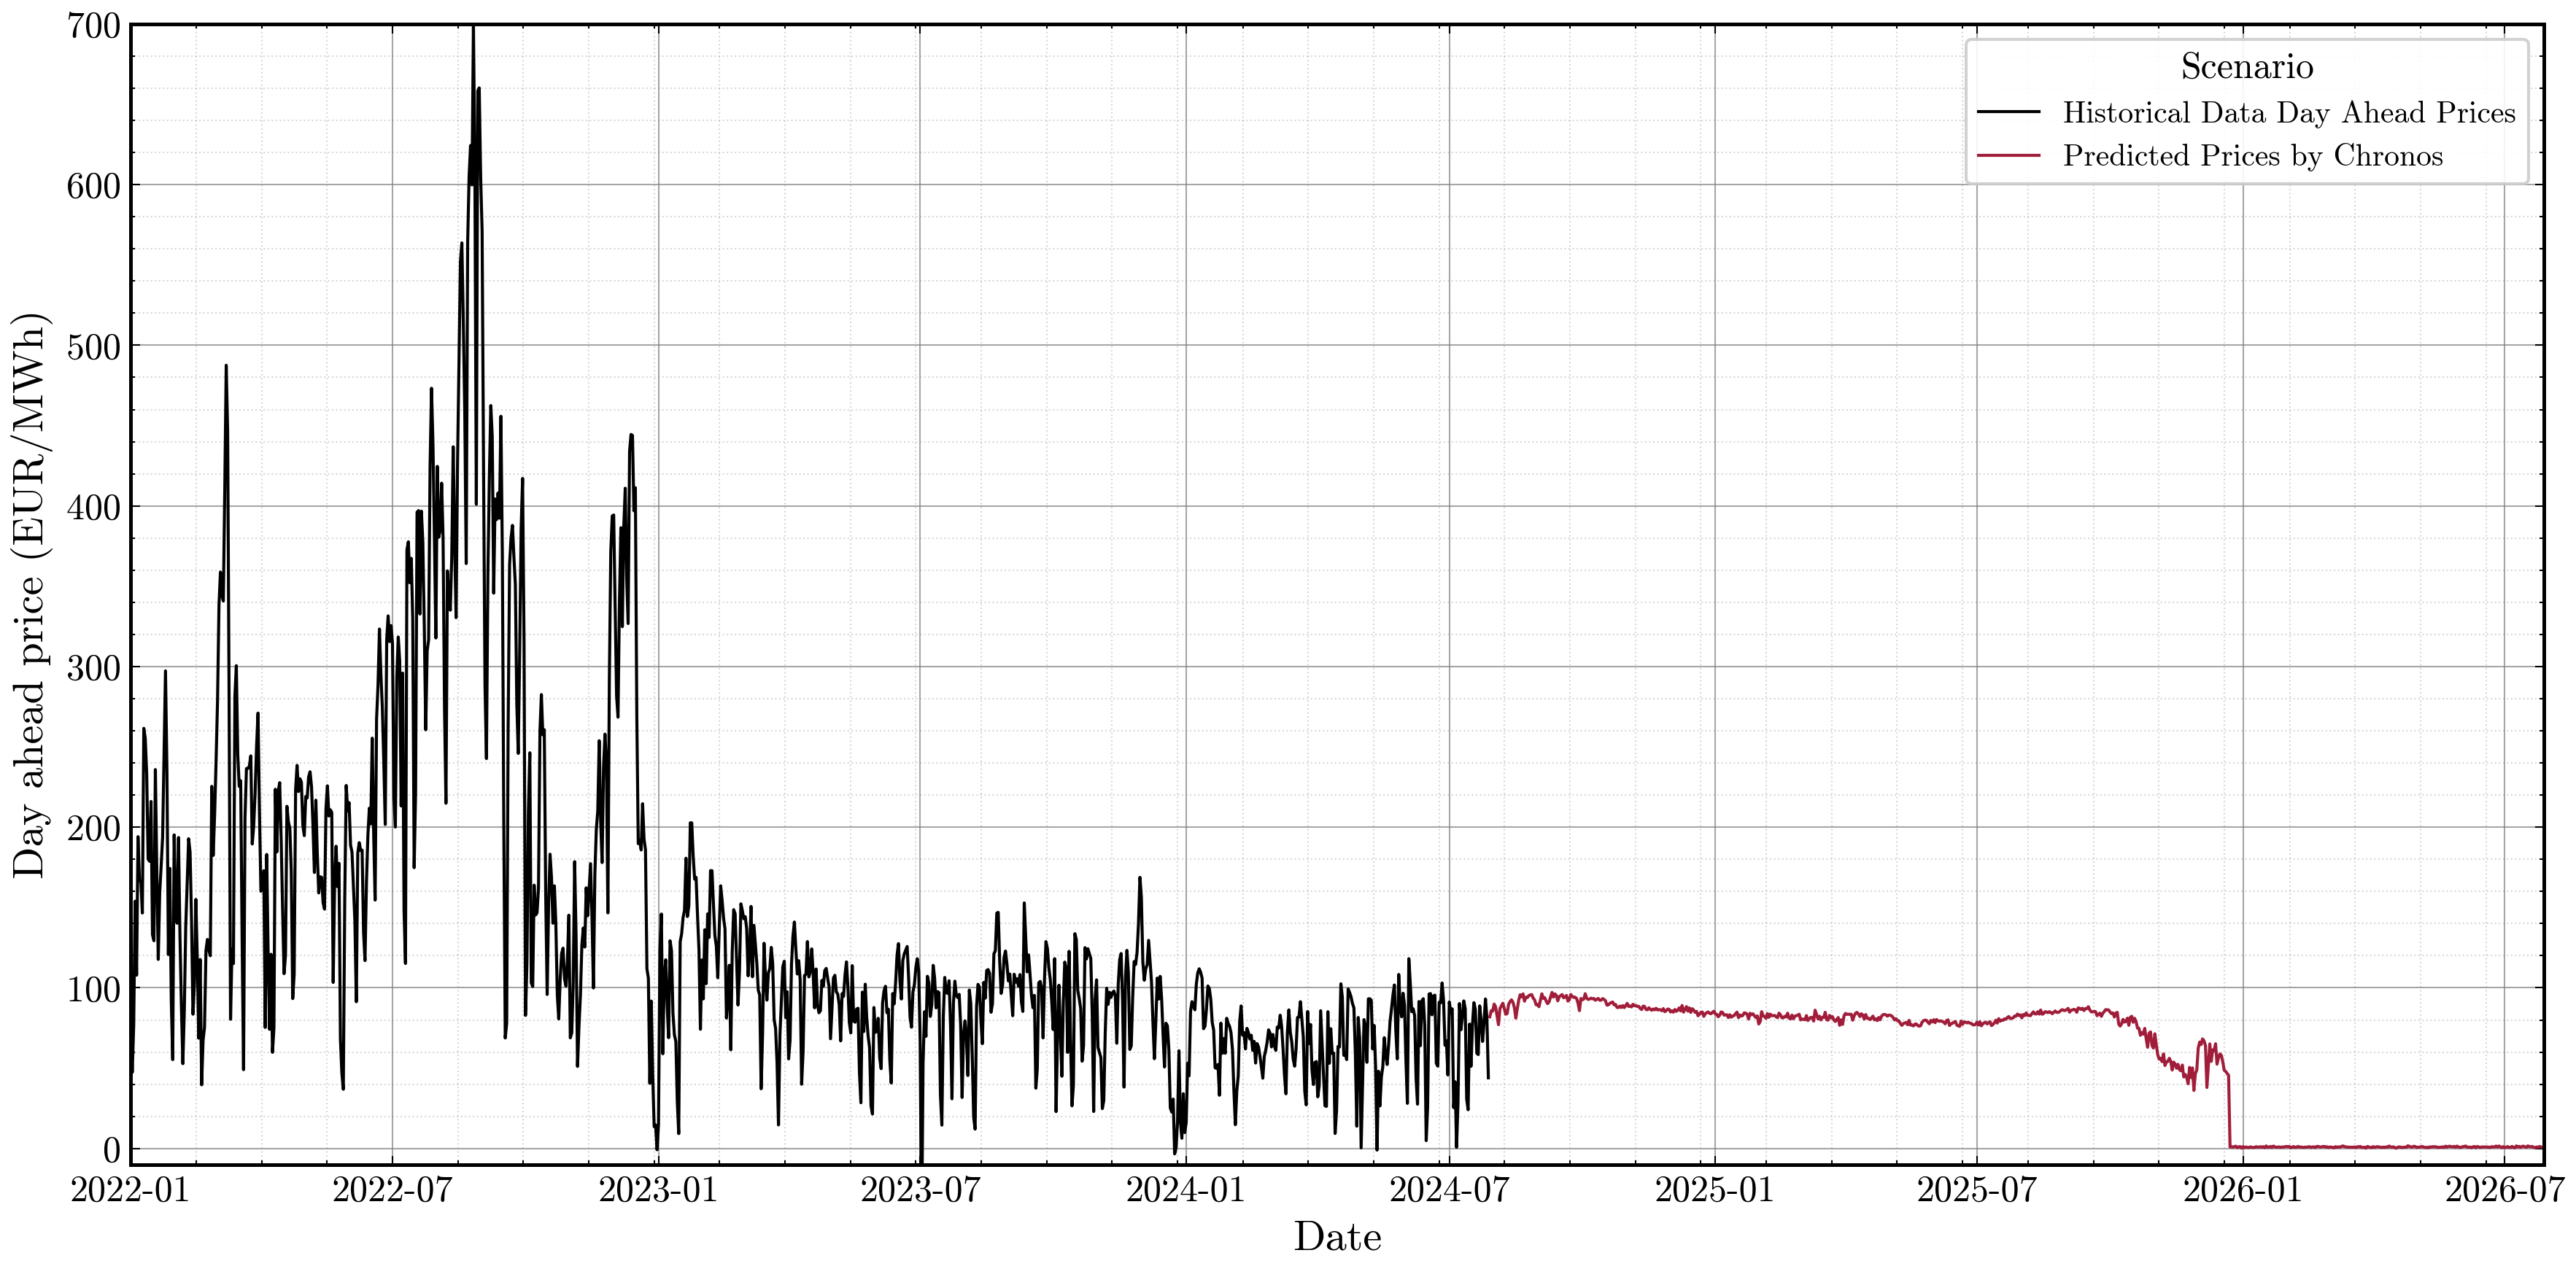 Day ahead price (EUR/MWh)
700
600
500
400
300
200
100
0
2022-01 2022-07 2023-01 2023-07 2024-01 2024-07 2025-01 2025-07 2026-01 2026-07
Date
Scenario
Historical Data Day Ahead Prices
Predicted Prices by Chronos